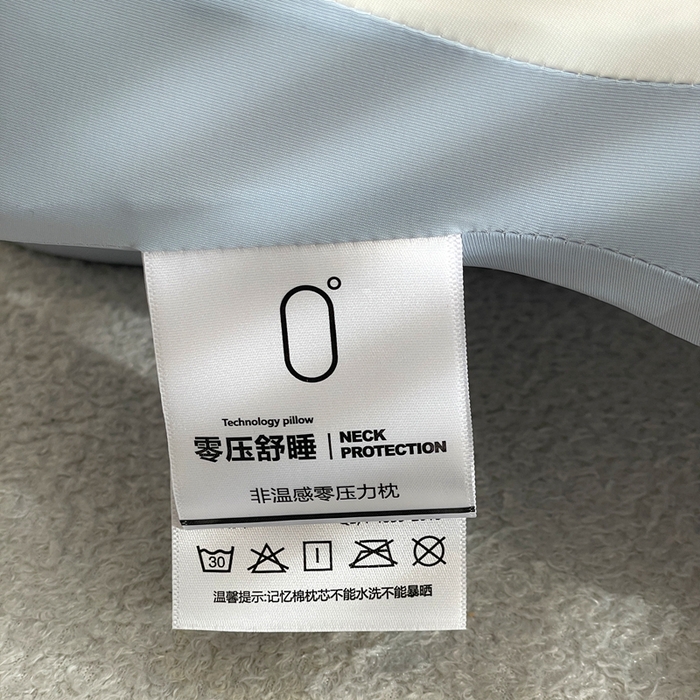 0°
Technology pillow
零压舒睡 | NECK PROTECTION
非温感零压力枕
30
温馨提示:记忆棉枕芯不能水洗不能暴晒